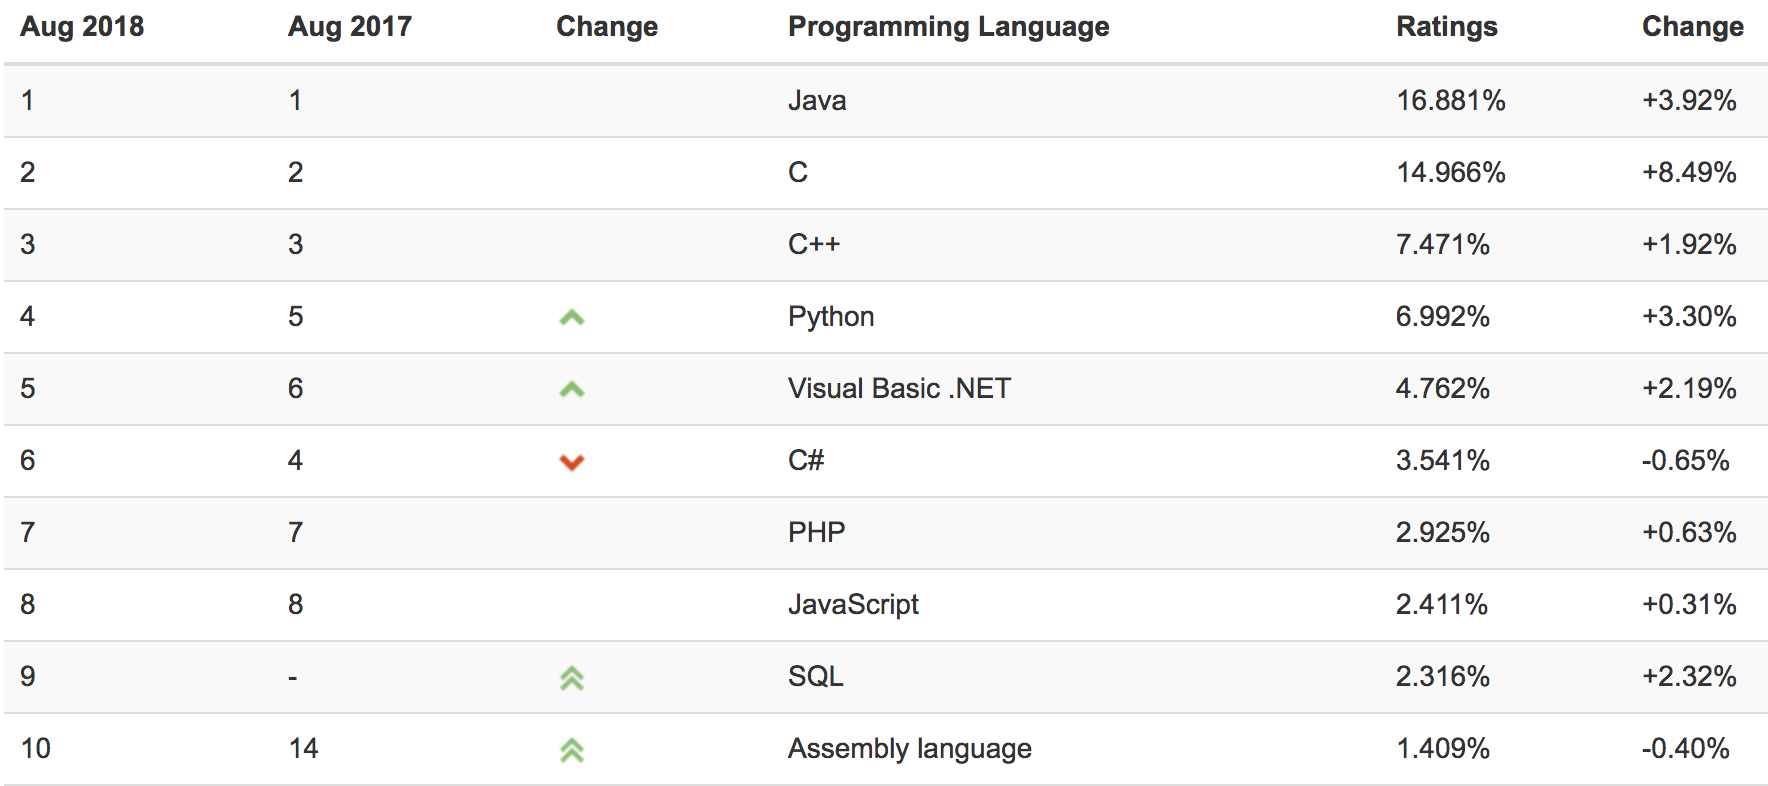 Aug 2018 Aug 2017 Change Programming Language Ratings Change
1 1 Java 16.881% +3.92%
2 2 C 14.966% +8.49%
3 3 C++ 7.471% +1.92%
4 5 Python 6.992% +3.30%
5 6 Visual Basic .NET 4.762% +2.19%
6 4 C# 3.541% -0.65%
7 7 PHP 2.925% +0.63%
8 8 JavaScript 2.411% +0.31%
9 - SQL 2.316% +2.32%
10 14 Assembly language 1.409% -0.40%